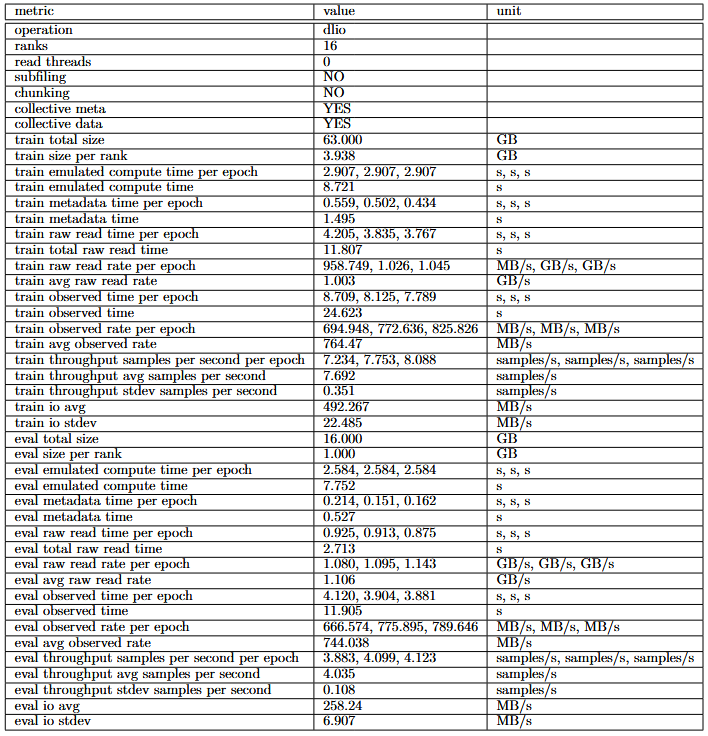 metric value unit
operation dlio
ranks 16
read threads 0
subfiling NO
chunking NO
collective meta YES
collective data YES
train total size 63.000 GB
train size per rank 3.938 GB
train emulated compute time per epoch 2.907, 2.907, 2.907 s, s, s
train emulated compute time 8.721 s
train metadata time per epoch 0.559, 0.502, 0.434 s, s, s
train metadata time 1.495 s
train raw read time per epoch 4.205, 3.835, 3.767 s, s, s
train total raw read time 11.807 s
train raw read rate per epoch 958.749, 1.026, 1.045 MB/s, GB/s, GB/s
train avg raw read rate 1.003 GB/s
train observed time per epoch 8.709, 8.125, 7.789 s, s, s
train observed time 24.623 s
train observed rate per epoch 694.948, 772.636, 825.826 MB/s, MB/s, MB/s
train avg observed rate 764.47 MB/s
train throughput samples per second per epoch 7.234, 7.753, 8.088 samples/s, samples/s, samples/s
train throughput avg samples per second 7.692 samples/s
train throughput stdev samples per second 0.351 samples/s
train io avg 492.267 MB/s
train io stdev 22.485 MB/s
eval total size 16.000 GB
eval size per rank 1.000 GB
eval emulated compute time per epoch 2.584, 2.584, 2.584 s, s, s
eval emulated compute time 7.752 s
eval metadata time per epoch 0.214, 0.151, 0.162 s, s, s
eval metadata time 0.527 s
eval raw read time per epoch 0.925, 0.913, 0.875 s, s, s
eval total raw read time 2.713 s
eval raw read rate per epoch 1.080, 1.095, 1.143 GB/s, GB/s, GB/s
eval avg raw read rate 1.106 GB/s
eval observed time per epoch 4.120, 3.904, 3.881 s, s, s
eval observed time 11.905 s
eval observed rate per epoch 666.574, 775.895, 789.646 MB/s, MB/s, MB/s
eval avg observed rate 744.038 MB/s
eval throughput samples per second per epoch 3.883, 4.099, 4.123 samples/s, samples/s, samples/s
eval throughput avg samples per second 4.035 samples/s
eval throughput stdev samples per second 0.108 samples/s
eval io avg 258.24 MB/s
eval io stdev 6.907 MB/s